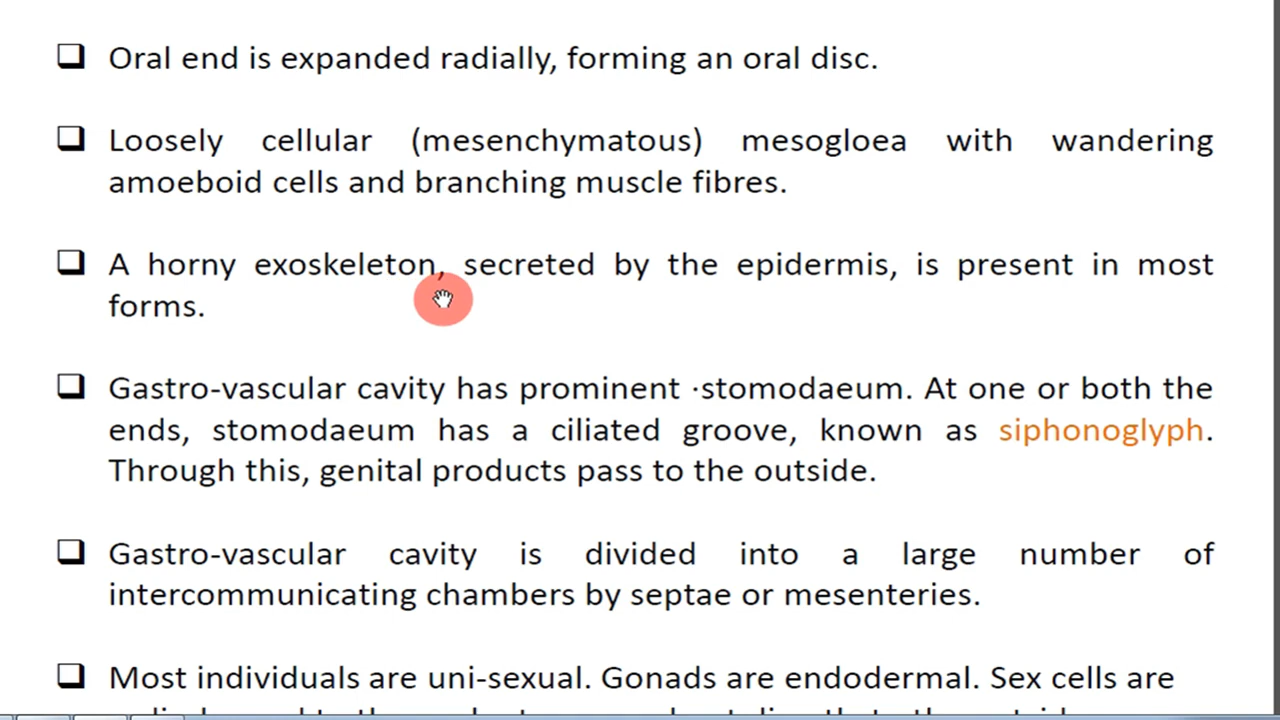 Oral end is expanded radially, forming an oral disc.
Loosely cellular (mesenchymatous) mesogloea with wandering
amoeboid cells and branching muscle fibres.
A horny exoskeleton, secreted by the epidermis, is present in most
forms.
Gastro-vascular cavity has prominent ·stomodaeum. At one or both the
ends, stomodaeum has a ciliated groove, known as siphonoglyph.
Through this, genital products pass to the outside.
Gastro-vascular cavity is divided into a large number of
intercommunicating chambers by septae or mesenteries.
Most individuals are uni-sexual. Gonads are endodermal. Sex cells are